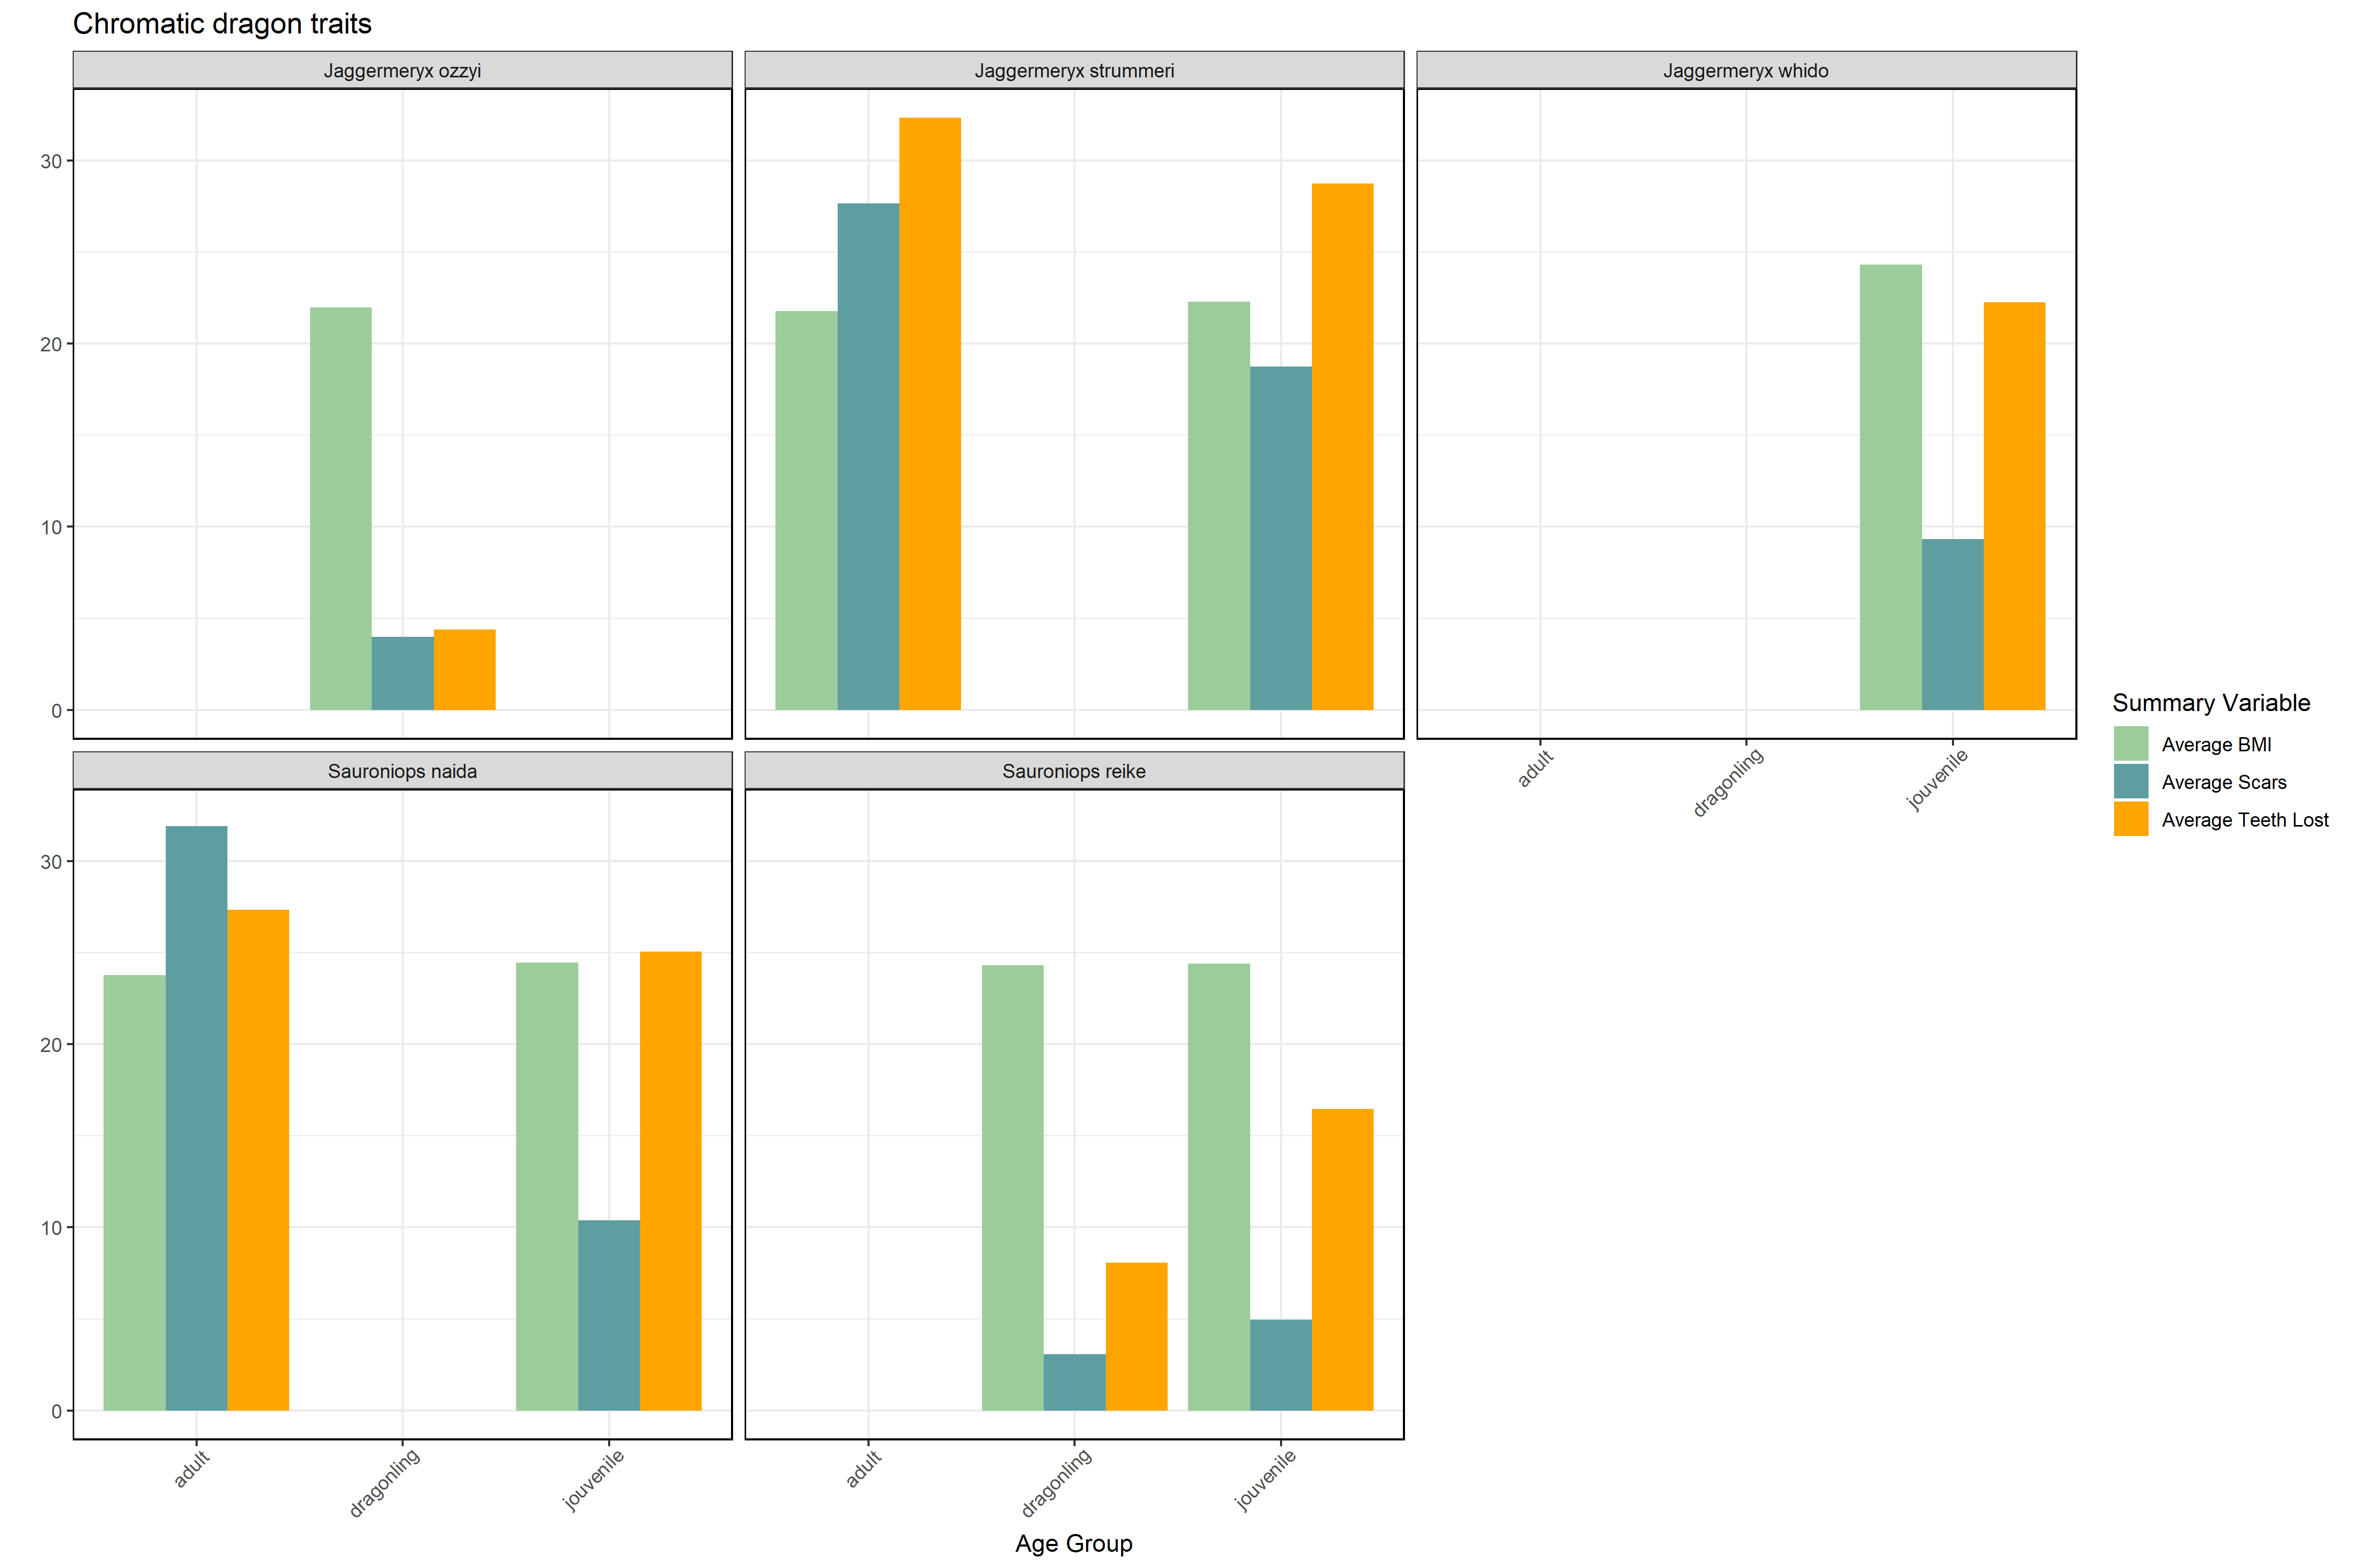 Chromatic dragon traits
Jaggermeryx ozzyi
Jaggermeryx strummeri
Jaggermeryx whido
30
20
10
0
adult
dragonling
jouvenile
Summary Variable
Average BMI
Average Scars
Average Teeth Lost
Sauroniops naida
Sauroniops reike
30
20
10
0
adult
dragonling
jouvenile
adult
dragonling
jouvenile
Age Group